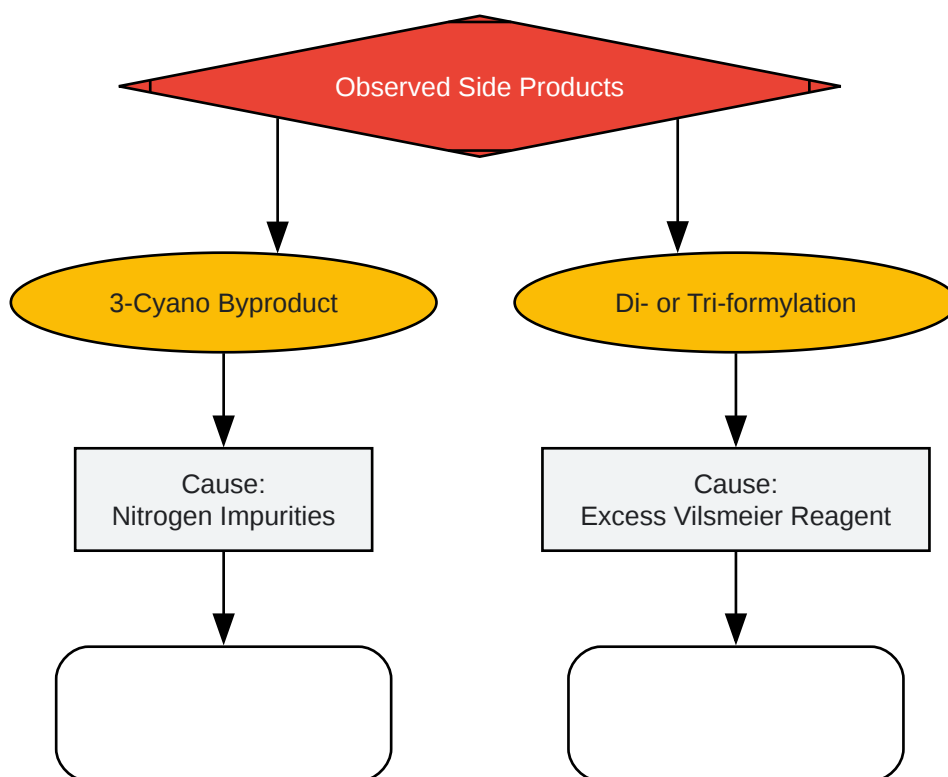 Observed Side Products
3-Cyano Byproduct
Di- or Tri-formylation
Cause:
Nitrogen Impurities
Cause:
Excess Vilsmeier Reagent